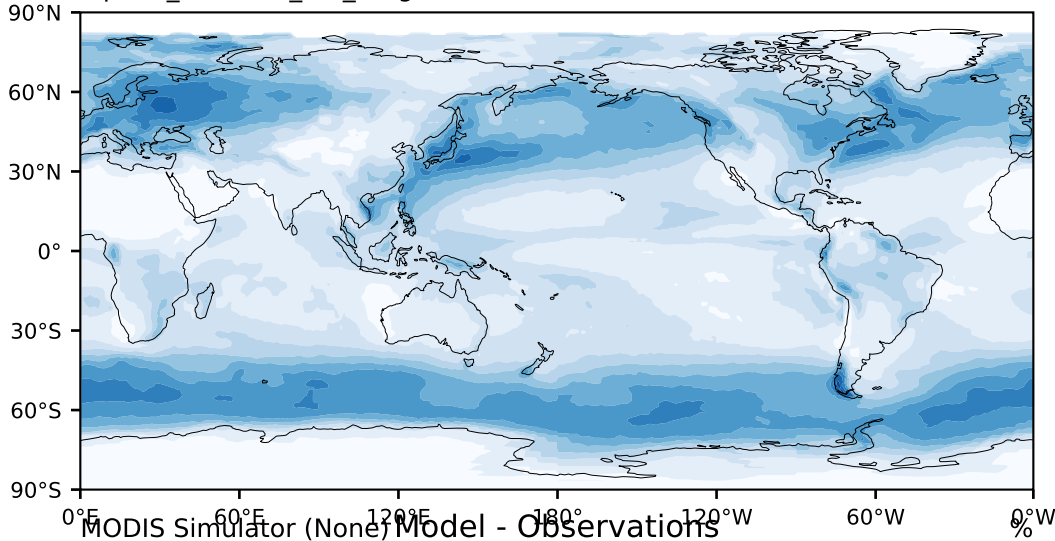 90°N
60°N
30°N
0°
30°S
60°S
90°S
0°E 60°E 120°E 180° 120°W 60°W 0°W
MODIS Simulator (None) Model - Observations %